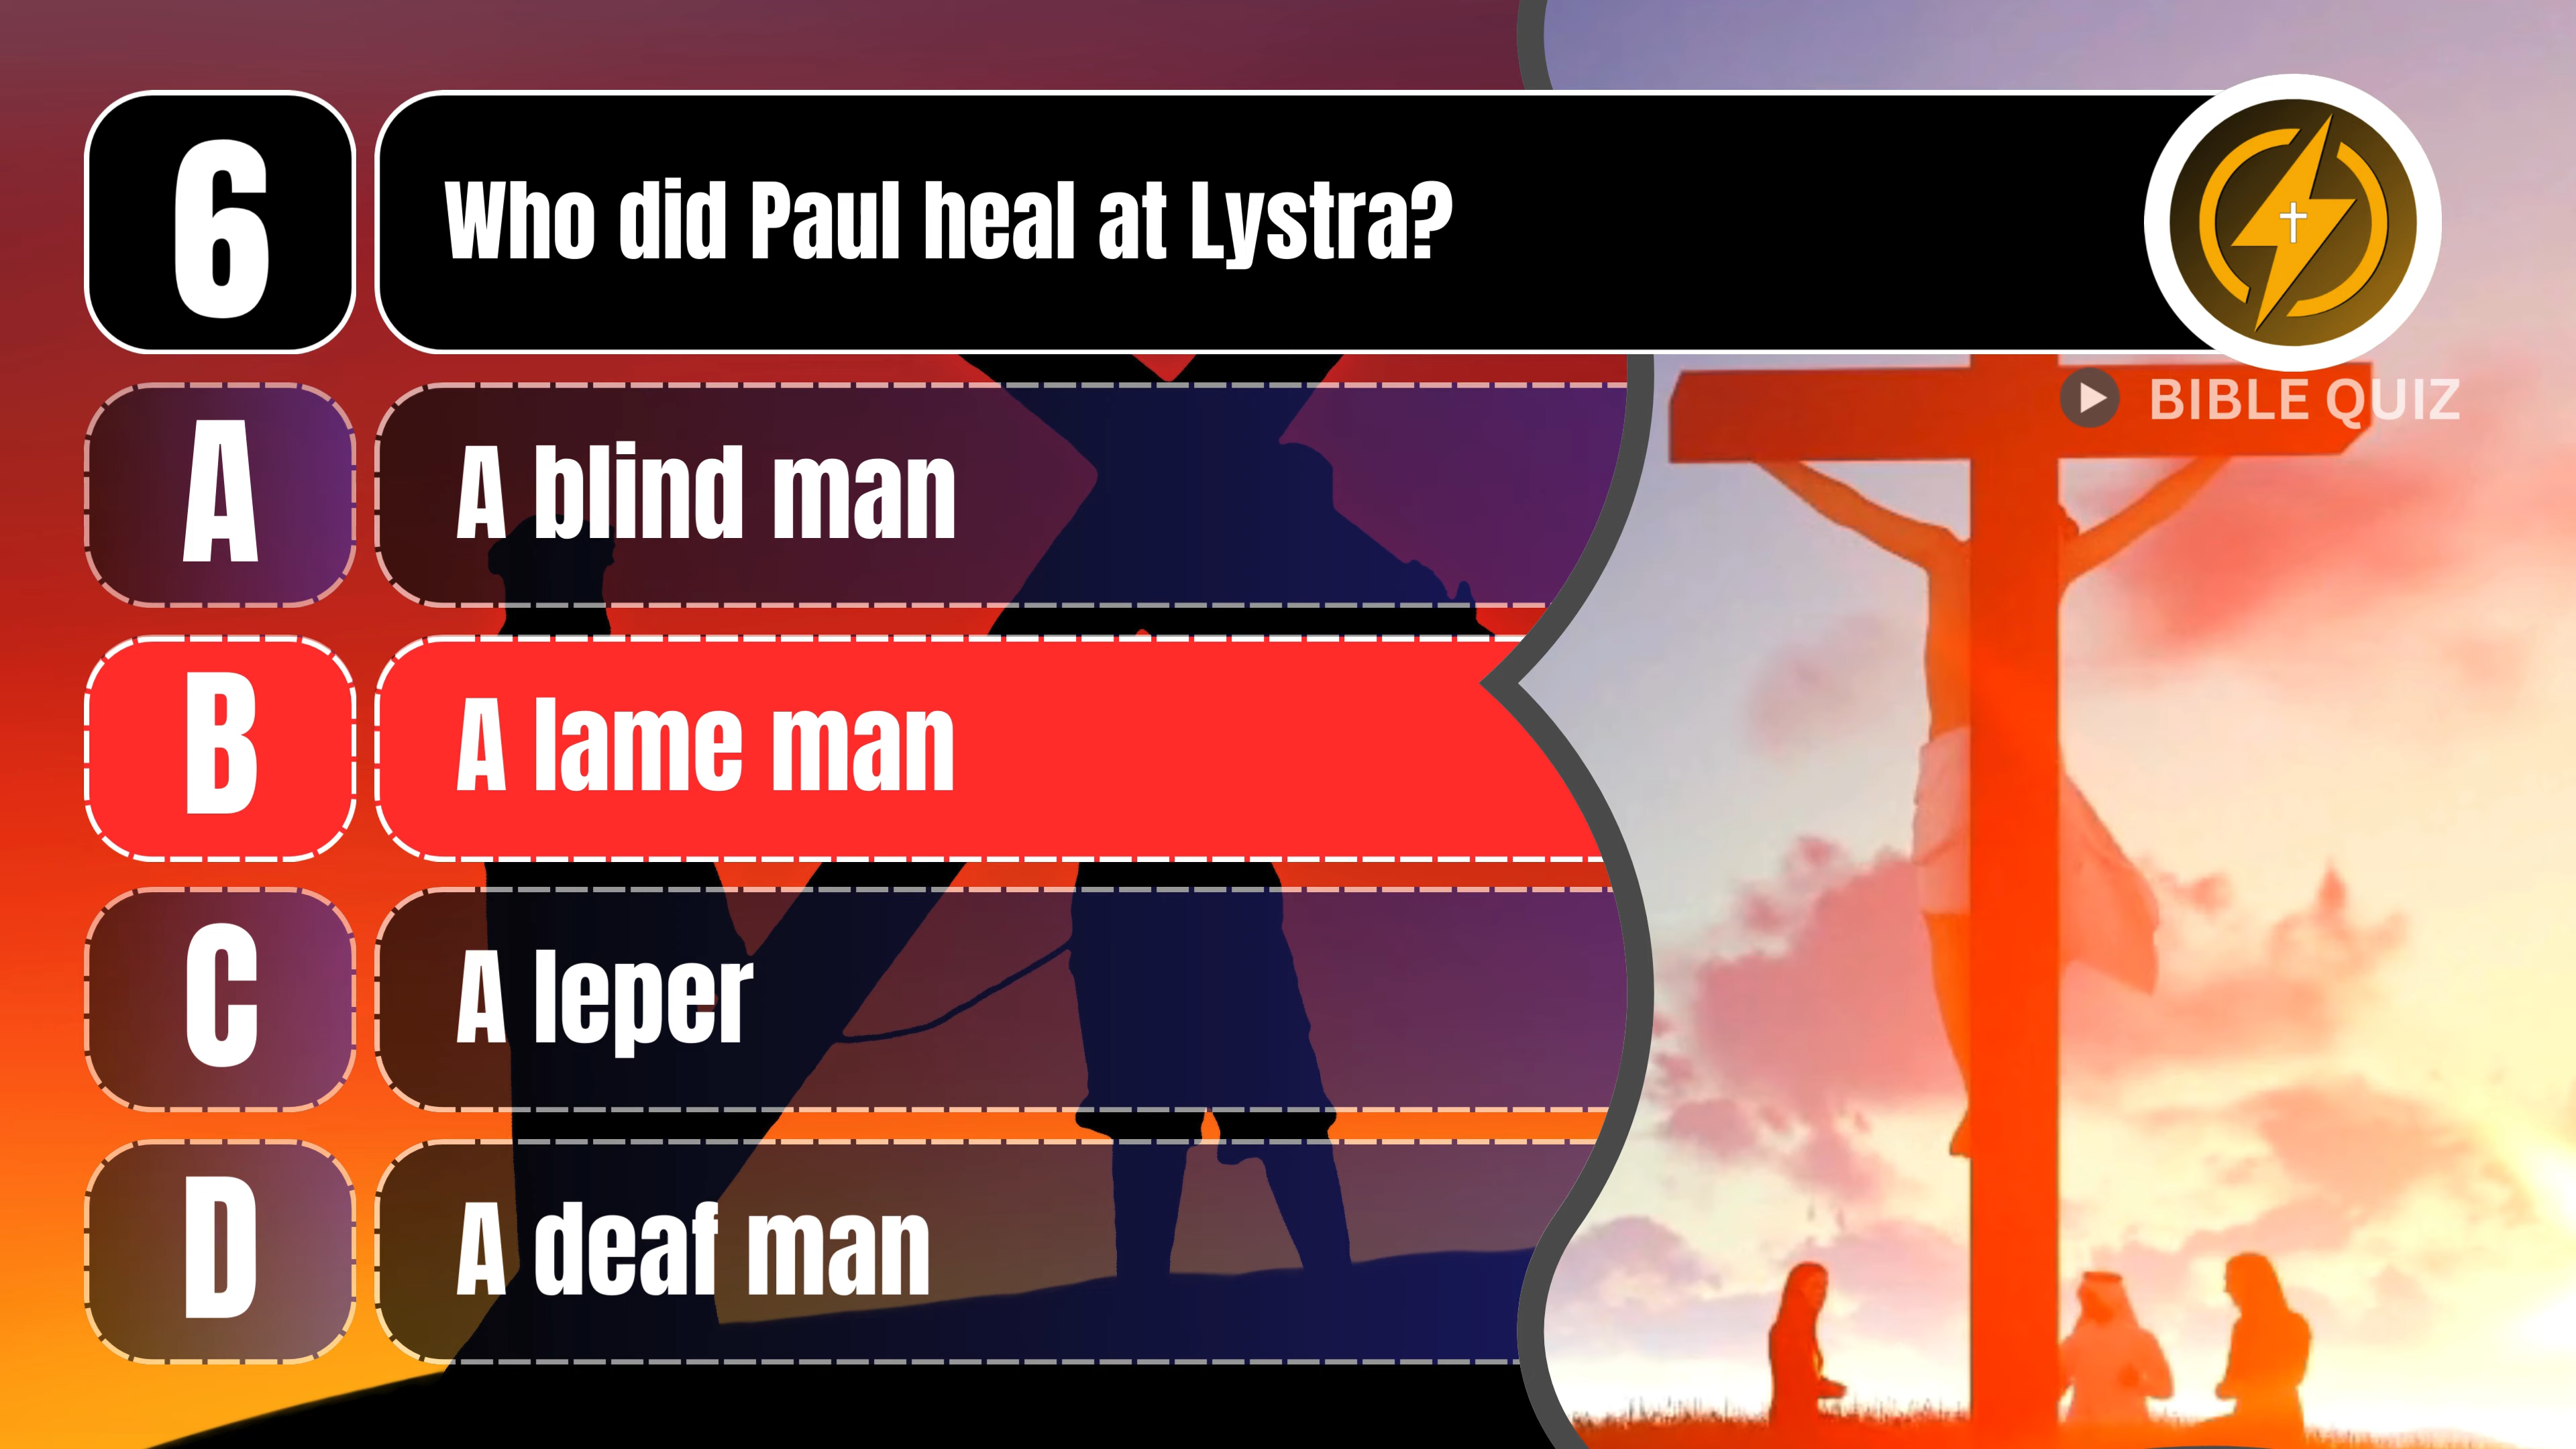 6
Who did Paul heal at Lystra?
BIBLE QUIZ
A
A blind man
B
A lame man
C
A leper
D
A deaf man